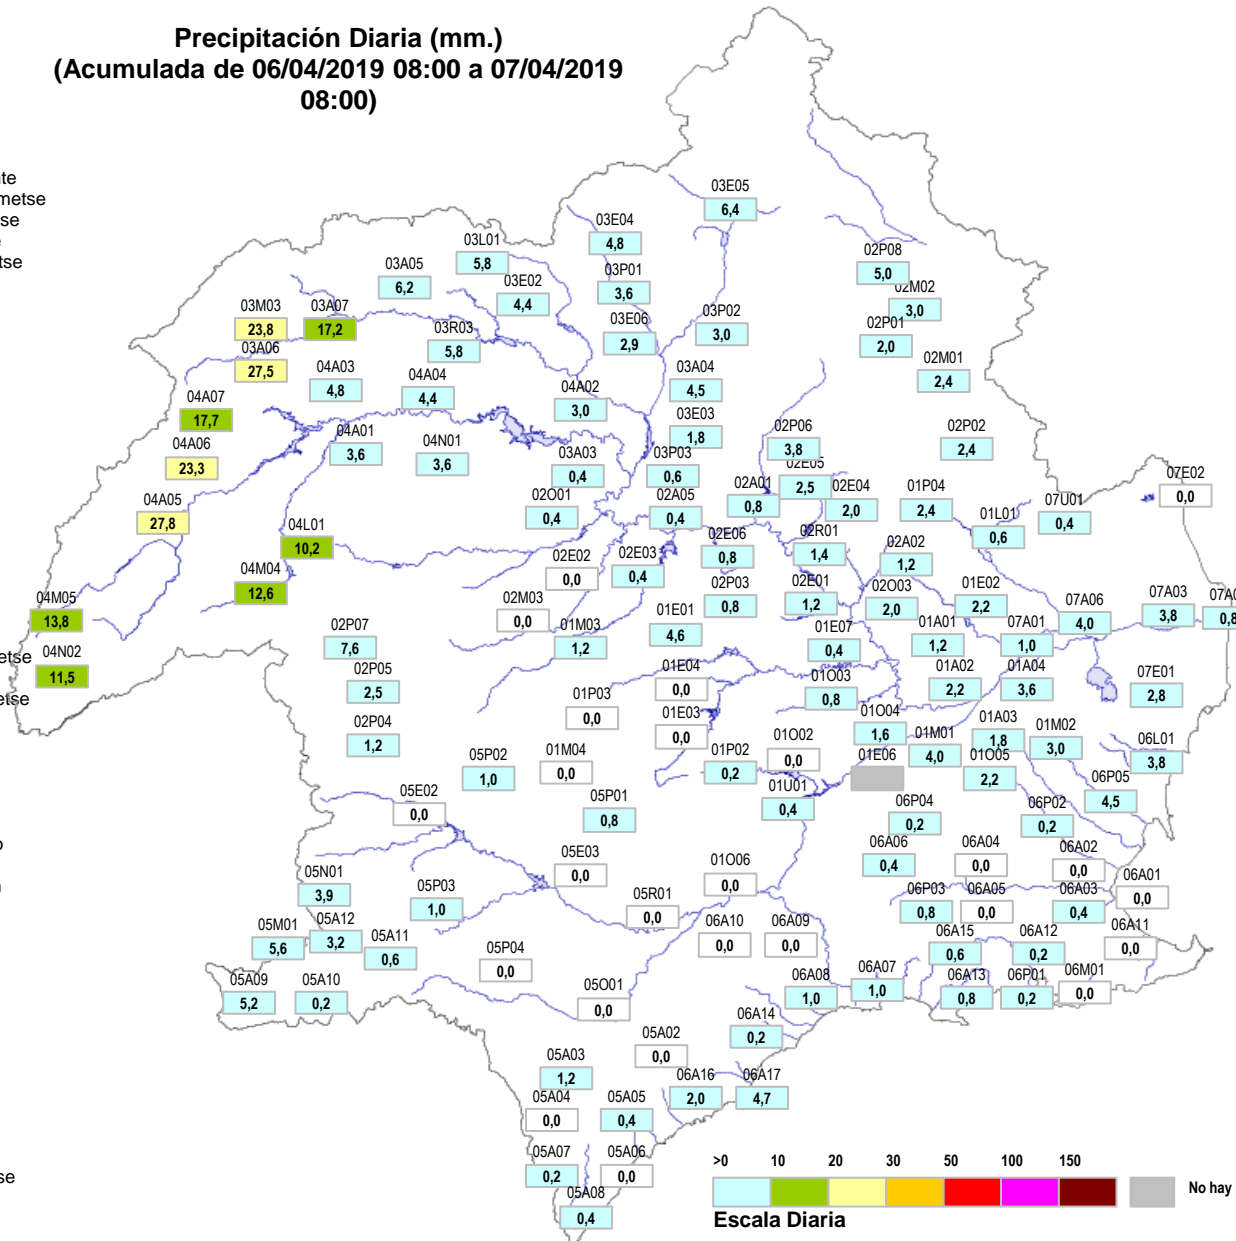 Precipitación Diaria (mm.)
(Acumulada de 06/04/2019 08:00 a 07/04/2019
08:00)
nte
metse
se
e
tse
03E05
6,4
03E04
4,8
03L01
5,8
02P08
5,0
03A05
6,2
03P01
3,6
03E02
4,4
02M02
3,0
03M03
23,8
03A07
17,2
03P02
3,0
03E06
2,9
02P01
2,0
03R03
5,8
03A06
27,5
02M01
2,4
04A03
4,8
03A04
4,5
04A04
4,4
04A02
3,0
04A07
17,7
03E03
1,8
02P06
3,8
02P02
2,4
04A01
3,6
04A06
23,3
04N01
3,6
03A03
0,4
03P03
0,6
02E05
2,5
07E02
0,0
02A01
0,8
02E04
2,0
01P04
2,4
04A05
27,8
02O01
0,4
02A05
0,4
07U01
0,4
01L01
0,6
04L01
10,2
02E06
0,8
02R01
1,4
02A02
1,2
02E02
0,0
02E03
0,4
04M04
12,6
02P03
0,8
02E01
1,2
02O03
2,0
01E02
2,2
04M05
13,8
02M03
0,0
07A06
4,0
07A03
3,8
07A0
0,8
01E01
4,6
02P07
7,6
01M03
1,2
01E07
0,4
01A01
1,2
07A01
1,0
etse
04N02
11,5
02P05
2,5
01E04
0,0
01O03
0,8
01A02
2,2
01A04
3,6
07E01
2,8
etse
01P03
0,0
01E03
0,0
01O04
1,6
01A03
1,8
02P04
1,2
01M01
4,0
01M02
3,0
06L01
3,8
05P02
1,0
01M04
0,0
01P02
0,2
01O02
0,0
01E06
01O05
2,2
05E02
0,0
05P01
0,8
01U01
0,4
06P05
4,5
06P04
0,2
06P02
0,2
o
05E03
0,0
01O06
0,0
06A06
0,4
06A04
0,0
06A02
0,0
05N01
3,9
05P03
1,0
05R01
0,0
06P03
0,8
06A05
0,0
06A03
0,4
06A01
0,0
05M01
5,6
05A12
3,2
05A11
0,6
06A10
0,0
06A09
0,0
06A15
0,6
06A12
0,2
06A11
0,0
05P04
0,0
05A09
5,2
05A10
0,2
05O01
0,0
06A08
1,0
06A07
1,0
06A13
0,8
06P01
0,2
06M01
0,0
06A14
0,2
05A02
0,0
05A03
1,2
06A16
2,0
06A17
4,7
05A04
0,0
05A05
0,4
05A07
0,2
05A06
0,0
se
05A08
0,4
>0 10 20 30 50 100 150
No hay
Escala Diaria